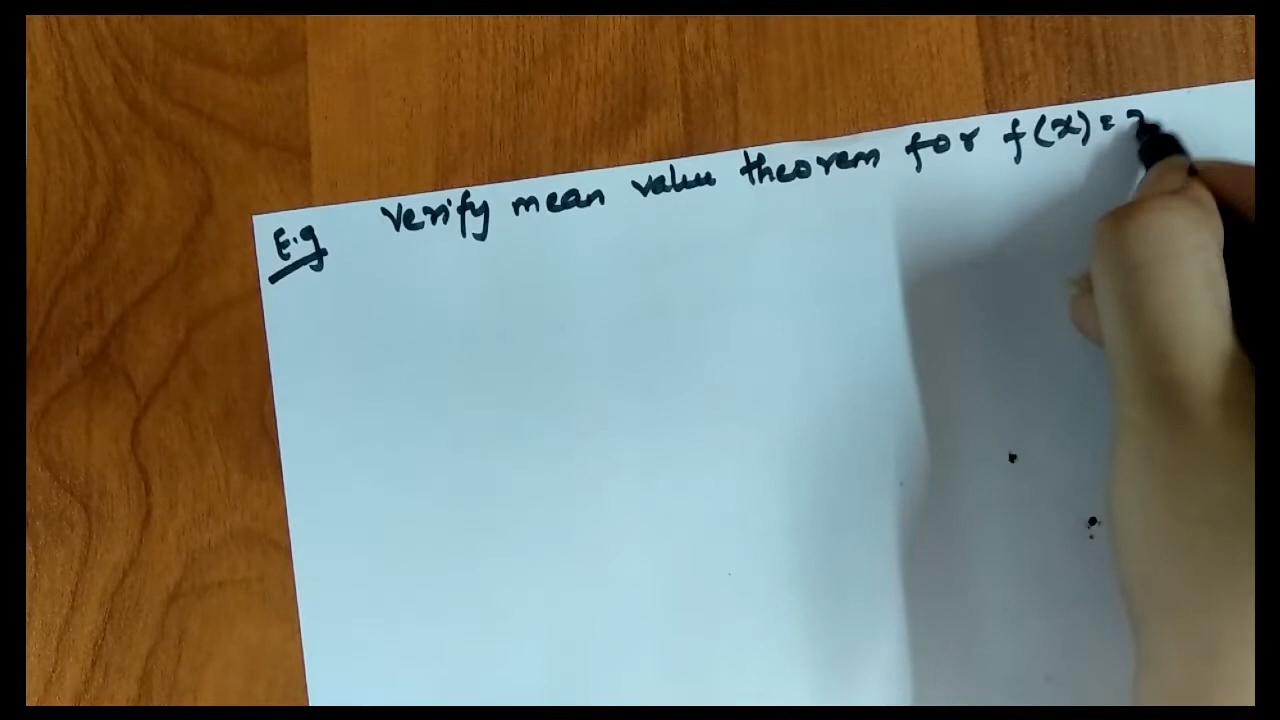 E.g Verify mean value theorem for f(x) =